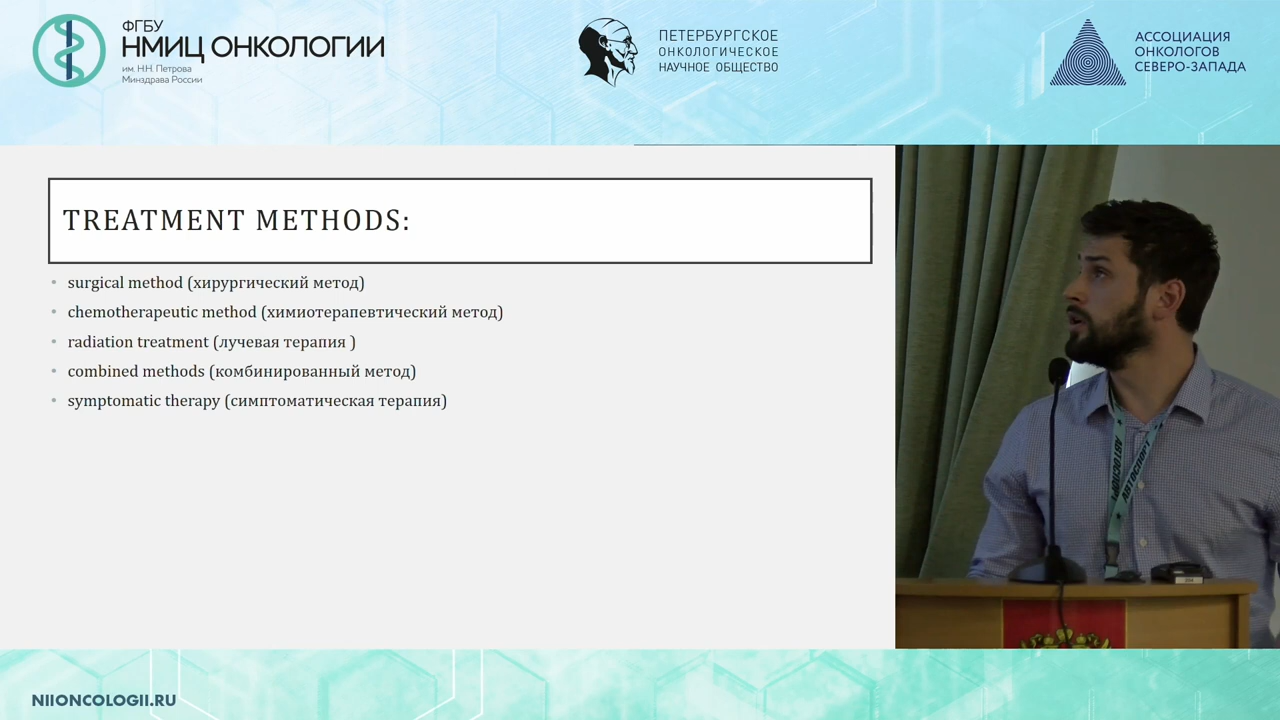 ФГБУ
НМИЦ ОНКОЛОГИИ
им. Н.Н. Петрова
Минздрава России
ПЕТЕРБУРГСКОЕ
ОНКОЛОГИЧЕСКОЕ
НАУЧНОЕ ОБЩЕСТВО
АССОЦИАЦИЯ
ОНКОЛОГОВ
СЕВЕРО-ЗАПАДА
TREATMENT METHODS:
surgical method (хирургический метод)
chemotherapeutic method (химиотерапевтический метод)
radiation treatment (лучевая терапия )
combined methods (комбинированный метод)
symptomatic therapy (симптоматическая терапия)
АВТОСПОРТ
АВТОСПОРТ
NIIONCOLOGII.RU